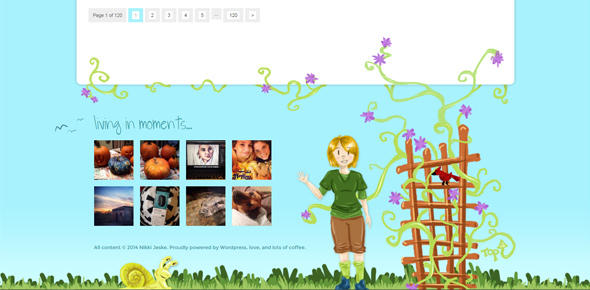 Page 1 of 120 1 2 3 4 5 ... 120 >
living in moments...
Top
All content © 2014 Nikki Jeske. Proudly powered by Wordpress, love, and lots of coffee.